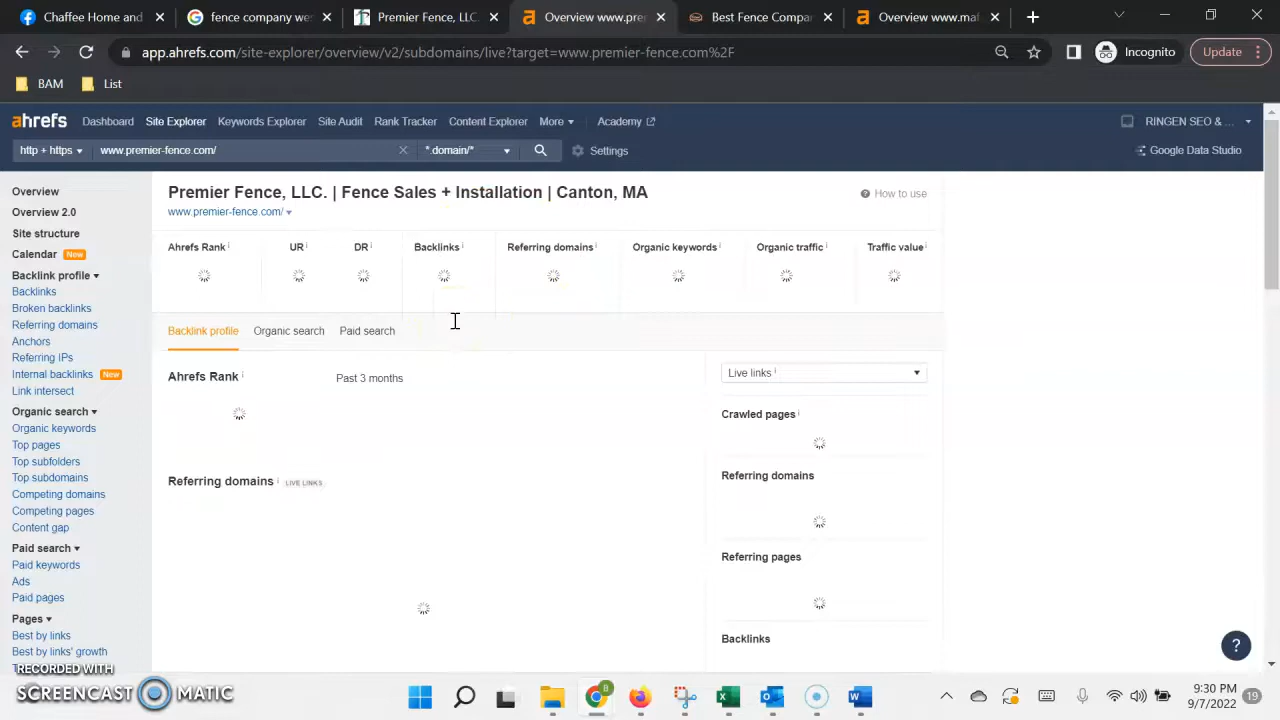 Chaffee Home and
fence company wes
Premier Fence, LLC
Overview www.pre
Best Fence Compa
Overview www.mal
app.ahrefs.com/site-explorer/overview/v2/subdomains/live?target=www.premier-fence.com%2F
Incognito
Update
BAM
List
ahrefs
Dashboard
Site Explorer
Keywords Explorer
Site Audit
Rank Tracker
Content Explorer
More
Academy
RINGEN SEO & ...
http + https
www.premier-fence.com/
*.domain/*
Settings
Google Data Studio
Overview
Overview 2.0
Site structure
Calendar New
Backlink profile
Backlinks
Broken backlinks
Referring domains
Anchors
Referring IPs
Internal backlinks New
Link intersect
Organic search
Organic keywords
Top pages
Top subfolders
Top subdomains
Competing domains
Competing pages
Content gap
Paid search
Paid keywords
Ads
Paid pages
Pages
Best by links
Best by links' growth
Premier Fence, LLC. | Fence Sales + Installation | Canton, MA
www.premier-fence.com/
How to use
Ahrefs Rank
UR
DR
Backlinks
Referring domains
Organic keywords
Organic traffic
Traffic value
Backlink profile
Organic search
Paid search
Ahrefs Rank
Past 3 months
Referring domains LIVE LINKS
Live links
Crawled pages
Referring domains
Referring pages
Backlinks
?
RECORDED WITH
SCREENCAST MATIC
8
9:30 PM
9/7/2022
19